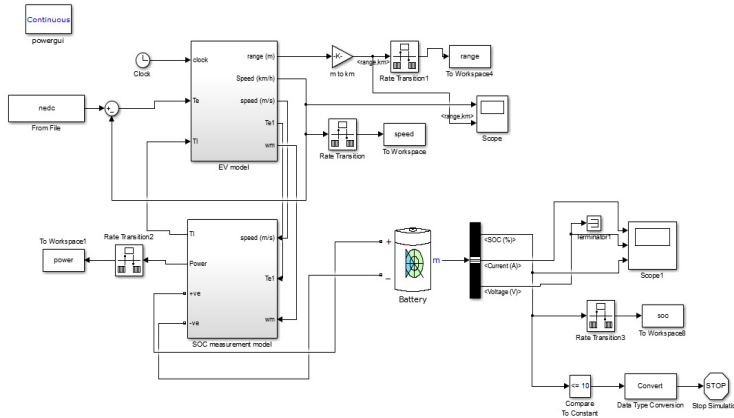 Continuous
powergui
Clock
clock
range (m)
-K-
m to km
<range,km>
Rate Transition1
range
To Workspace4
Speed (km/h)
nedc
From File
Te
speed (m/s)
<range,km>
Scope
Te1
Tl
wm
EV model
Rate Transition
speed
To Workspace
To Workspace1
power
Rate Transition2
Tl
speed (m/s)
Power
Te1
+ve
-ve
wm
SOC measurement model
+
−
m
Battery
<SOC (%)>
<Current (A)>
<Voltage (V)>
Terminator1
Scope1
Rate Transition3
soc
To Workspace8
<= 10
Compare
To Constant
Convert
Data Type Conversion
STOP
Stop Simulatio